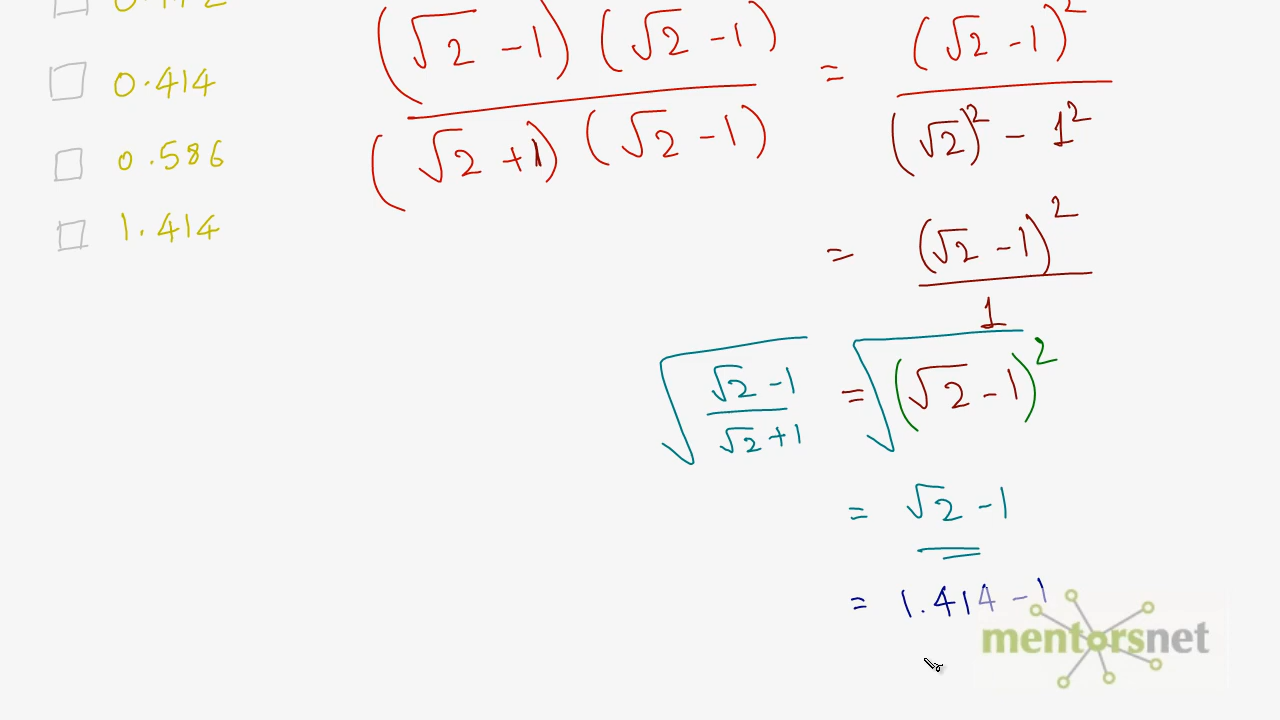 0.414
0.586
1.414
(√2 - 1) (√2 - 1) / (√2 + 1) (√2 - 1) = (√2 - 1)² / (√2)² - 1²
= (√2 - 1)² / 1
√(√2 - 1 / √2 + 1) = √(√2 - 1)²
= √2 - 1
= 1.414 - 1
mentorsnet